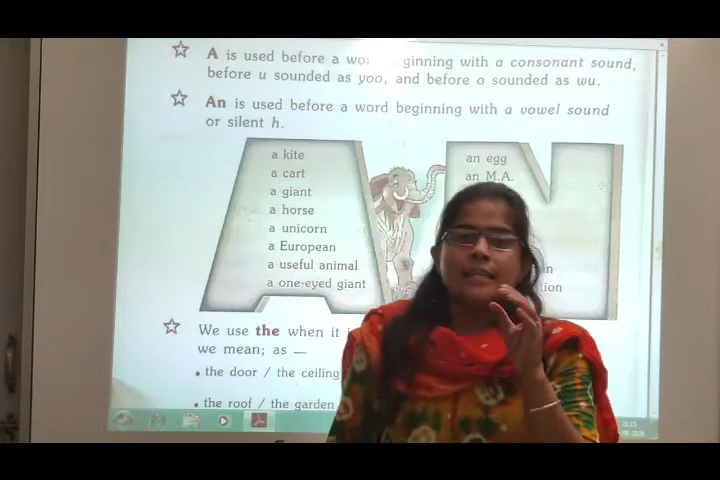 A is used before a wo ginning with a consonant sound,
before u sounded as yoo, and before o sounded as wu.
An is used before a word beginning with a vowel sound
or silent h.
a kite
a cart
a giant
a horse
a unicorn
a European
a useful animal
a one-eyed giant
an egg
an M.A.
We use the when it
we mean; as —
• the door / the ceiling
• the roof / the garden